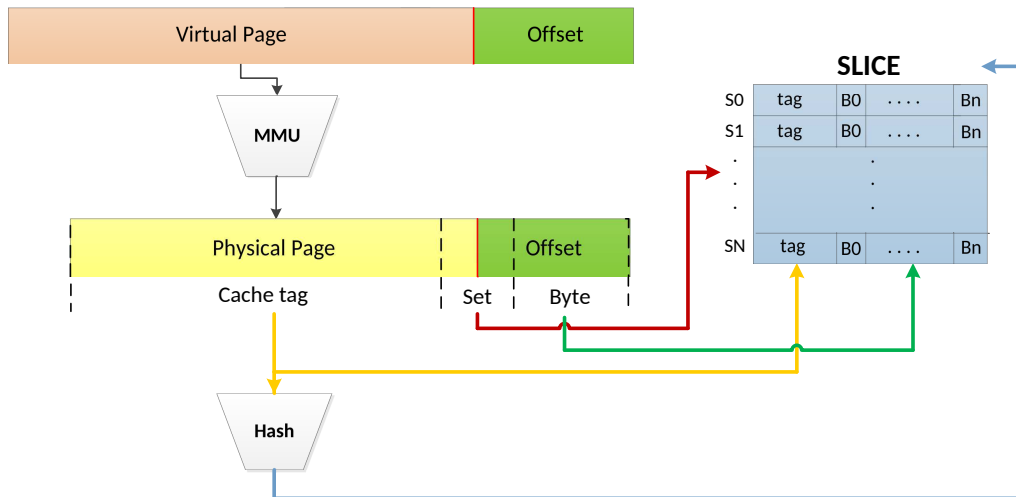 Virtual Page Offset
SLICE
MMU
S0 tag B0 .... Bn
S1 tag B0 .... Bn
. .
. .
. .
SN tag B0 .... Bn
Physical Page Offset
Cache tag Set Byte
Hash